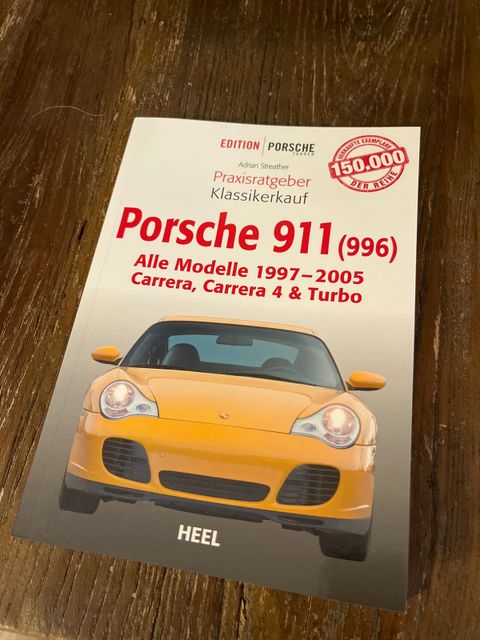 EDITION | PORSCHE
FAHRER
Adrian Streather
Praxisratgeber
Klassikerkauf
VERKAUFTE EXEMPLARE
150.000
DER REIHE
Porsche 911 (996)
Alle Modelle 1997–2005
Carrera, Carrera 4 & Turbo
HEEL